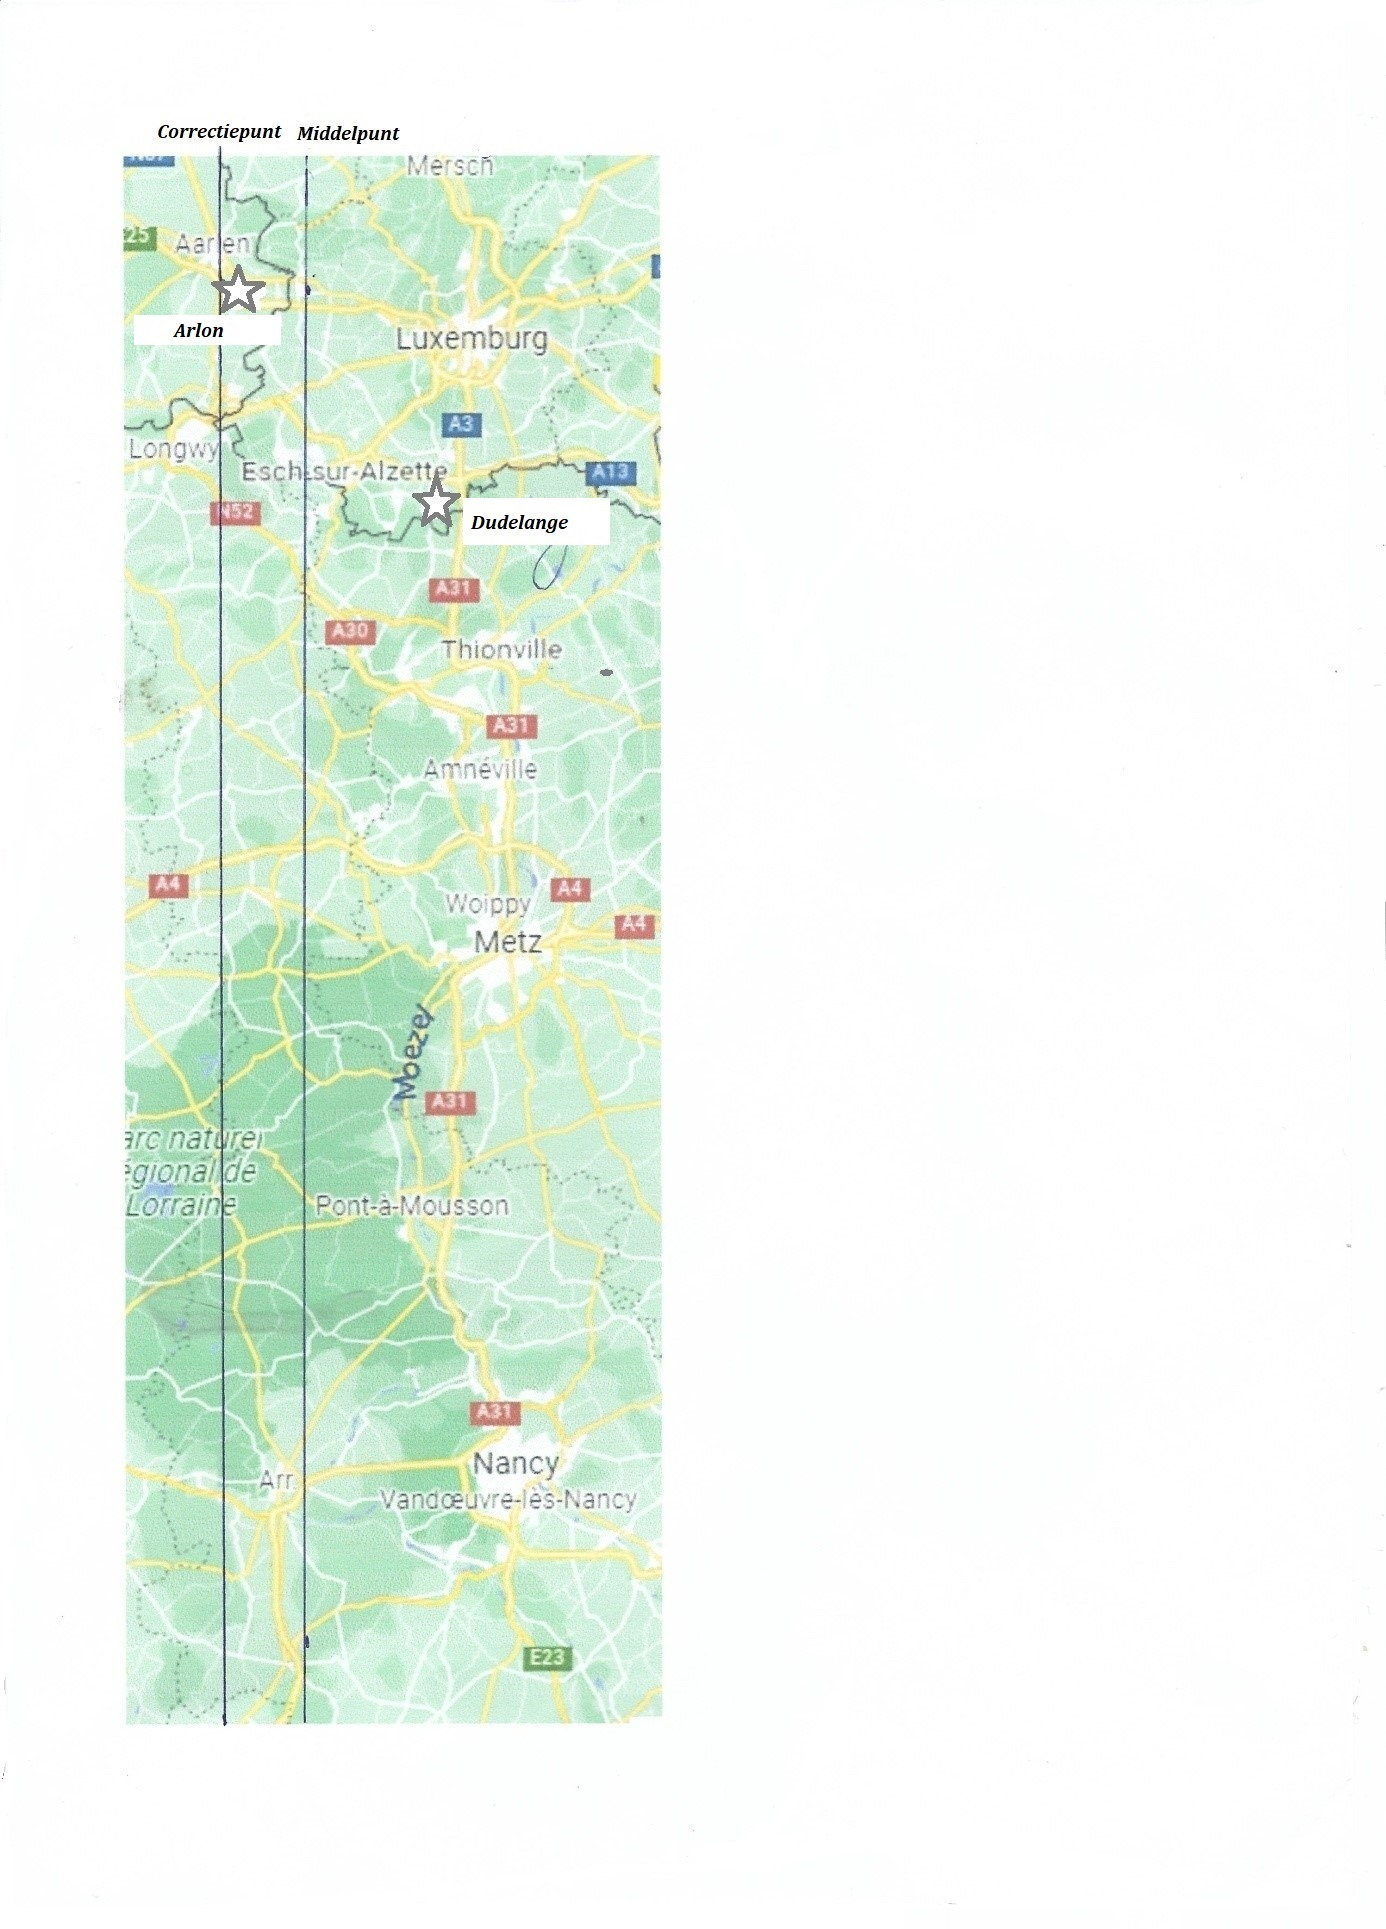 Correctiepunt Middelpunt
Mersch
E25
Aarlen
Arlon
Luxemburg
A3
Longwy
Esch-sur-Alzette
A13
N52
Dudelange
A31
A30
Thionville
A31
Amnéville
A4
A4
Woippy
A4
Metz
Moezel
A31
arc naturel
égional de
Lorraine
Pont-à-Mousson
A31
Nancy
Arr.
Vandœuvre-lès-Nancy
E23